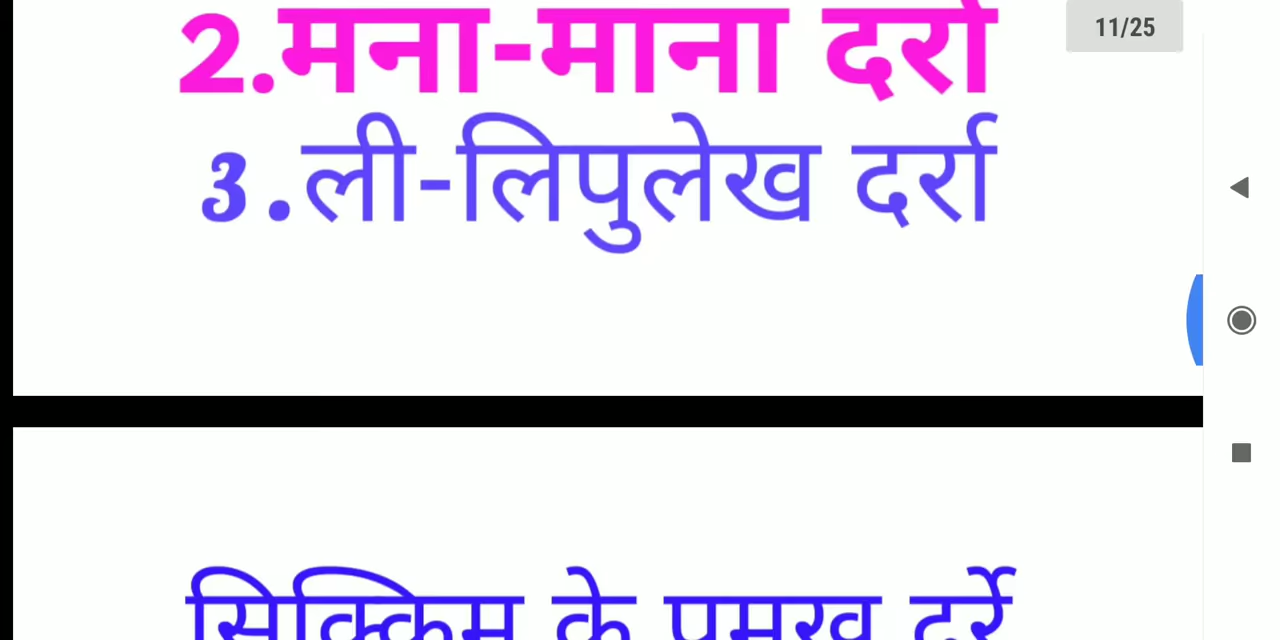 11/25
2.मना-माना दर्रा
3.ली-लिपुलेख दर्रा
सिक्किम के प्रमुख दर्रे